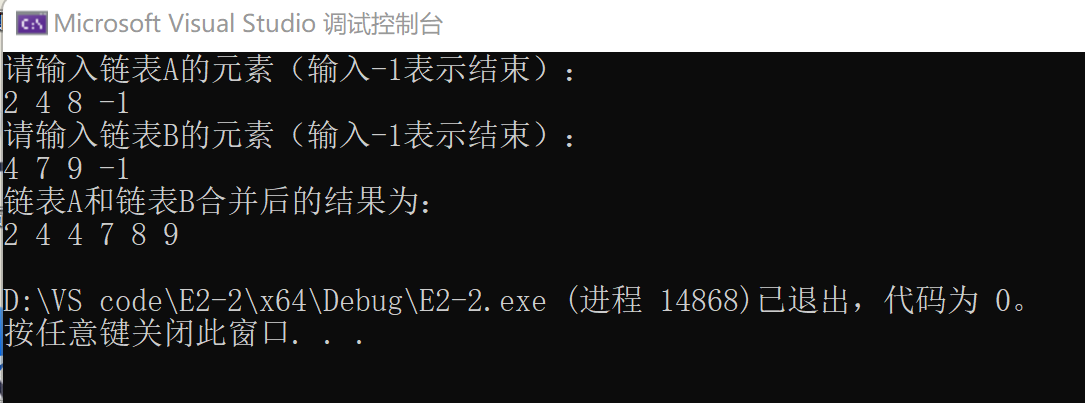 Microsoft Visual Studio 调试控制台
请输入链表A的元素（输入-1表示结束）：
2 4 8 -1
请输入链表B的元素（输入-1表示结束）：
4 7 9 -1
链表A和链表B合并后的结果为：
2 4 4 7 8 9
D:\VS code\E2-2\x64\Debug\E2-2.exe (进程 14868)已退出，代码为 0。
按任意键关闭此窗口. . .